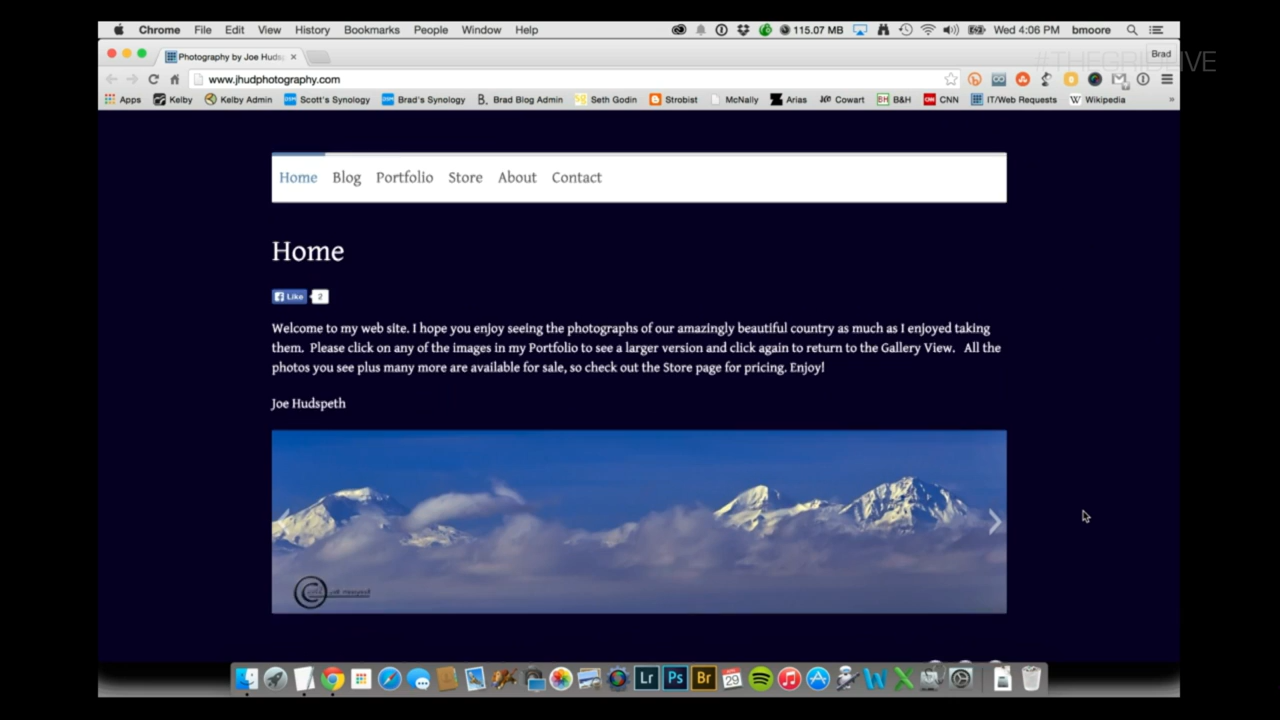 Chrome File Edit View History Bookmarks People Window Help 115.07 MB Wed 4:06 PM bmoore
#THEGRIDLIVE
Photography by Joe Huds
Brad
www.jhudphotography.com
Apps Kelby Kelby Admin Scott's Synology Brad's Synology B. Brad Blog Admin Seth Godin Strobist McNally Arias Cowart B&H CNN IT/Web Requests Wikipedia »
Home Blog Portfolio Store About Contact
Home
Like 2
Welcome to my web site. I hope you enjoy seeing the photographs of our amazingly beautiful country as much as I enjoyed taking
them. Please click on any of the images in my Portfolio to see a larger version and click again to return to the Gallery View. All the
photos you see plus many more are available for sale, so check out the Store page for pricing. Enjoy!
Joe Hudspeth
Lr Ps Br 29